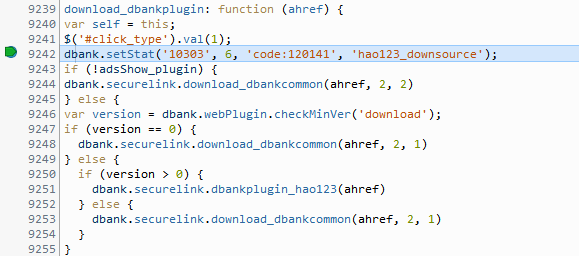 9239 download_dbankplugin: function (ahref) {
9240 var self = this;
9241 $('#click_type').val(1);
9242 dbank.setStat('10303', 6, 'code:120141', 'hao123_downsource');
9243 if (!adsShow_plugin) {
9244 dbank.securelink.download_dbankcommon(ahref, 2, 2)
9245 } else {
9246 var version = dbank.webPlugin.checkMinVer('download');
9247 if (version == 0) {
9248 dbank.securelink.download_dbankcommon(ahref, 2, 1)
9249 } else {
9250 if (version > 0) {
9251 dbank.securelink.dbankplugin_hao123(ahref)
9252 } else {
9253 dbank.securelink.download_dbankcommon(ahref, 2, 1)
9254 }
9255 }